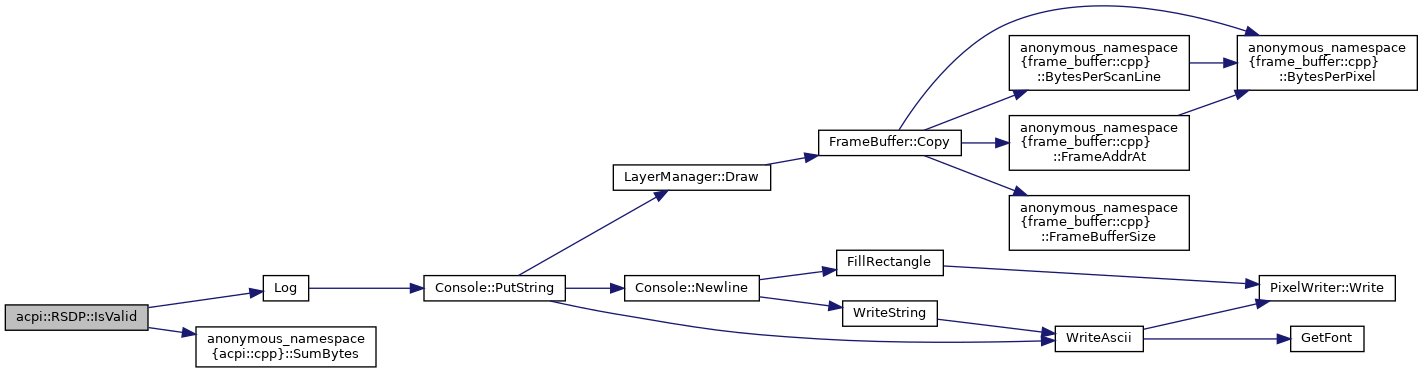 acpi::RSDP::IsValid
Log
anonymous_namespace
{acpi::cpp}::SumBytes
Console::PutString
LayerManager::Draw
Console::Newline
FrameBuffer::Copy
FillRectangle
WriteString
anonymous_namespace
{frame_buffer::cpp}
::BytesPerScanLine
anonymous_namespace
{frame_buffer::cpp}
::FrameAddrAt
anonymous_namespace
{frame_buffer::cpp}
::FrameBufferSize
WriteAscii
anonymous_namespace
{frame_buffer::cpp}
::BytesPerPixel
PixelWriter::Write
GetFont